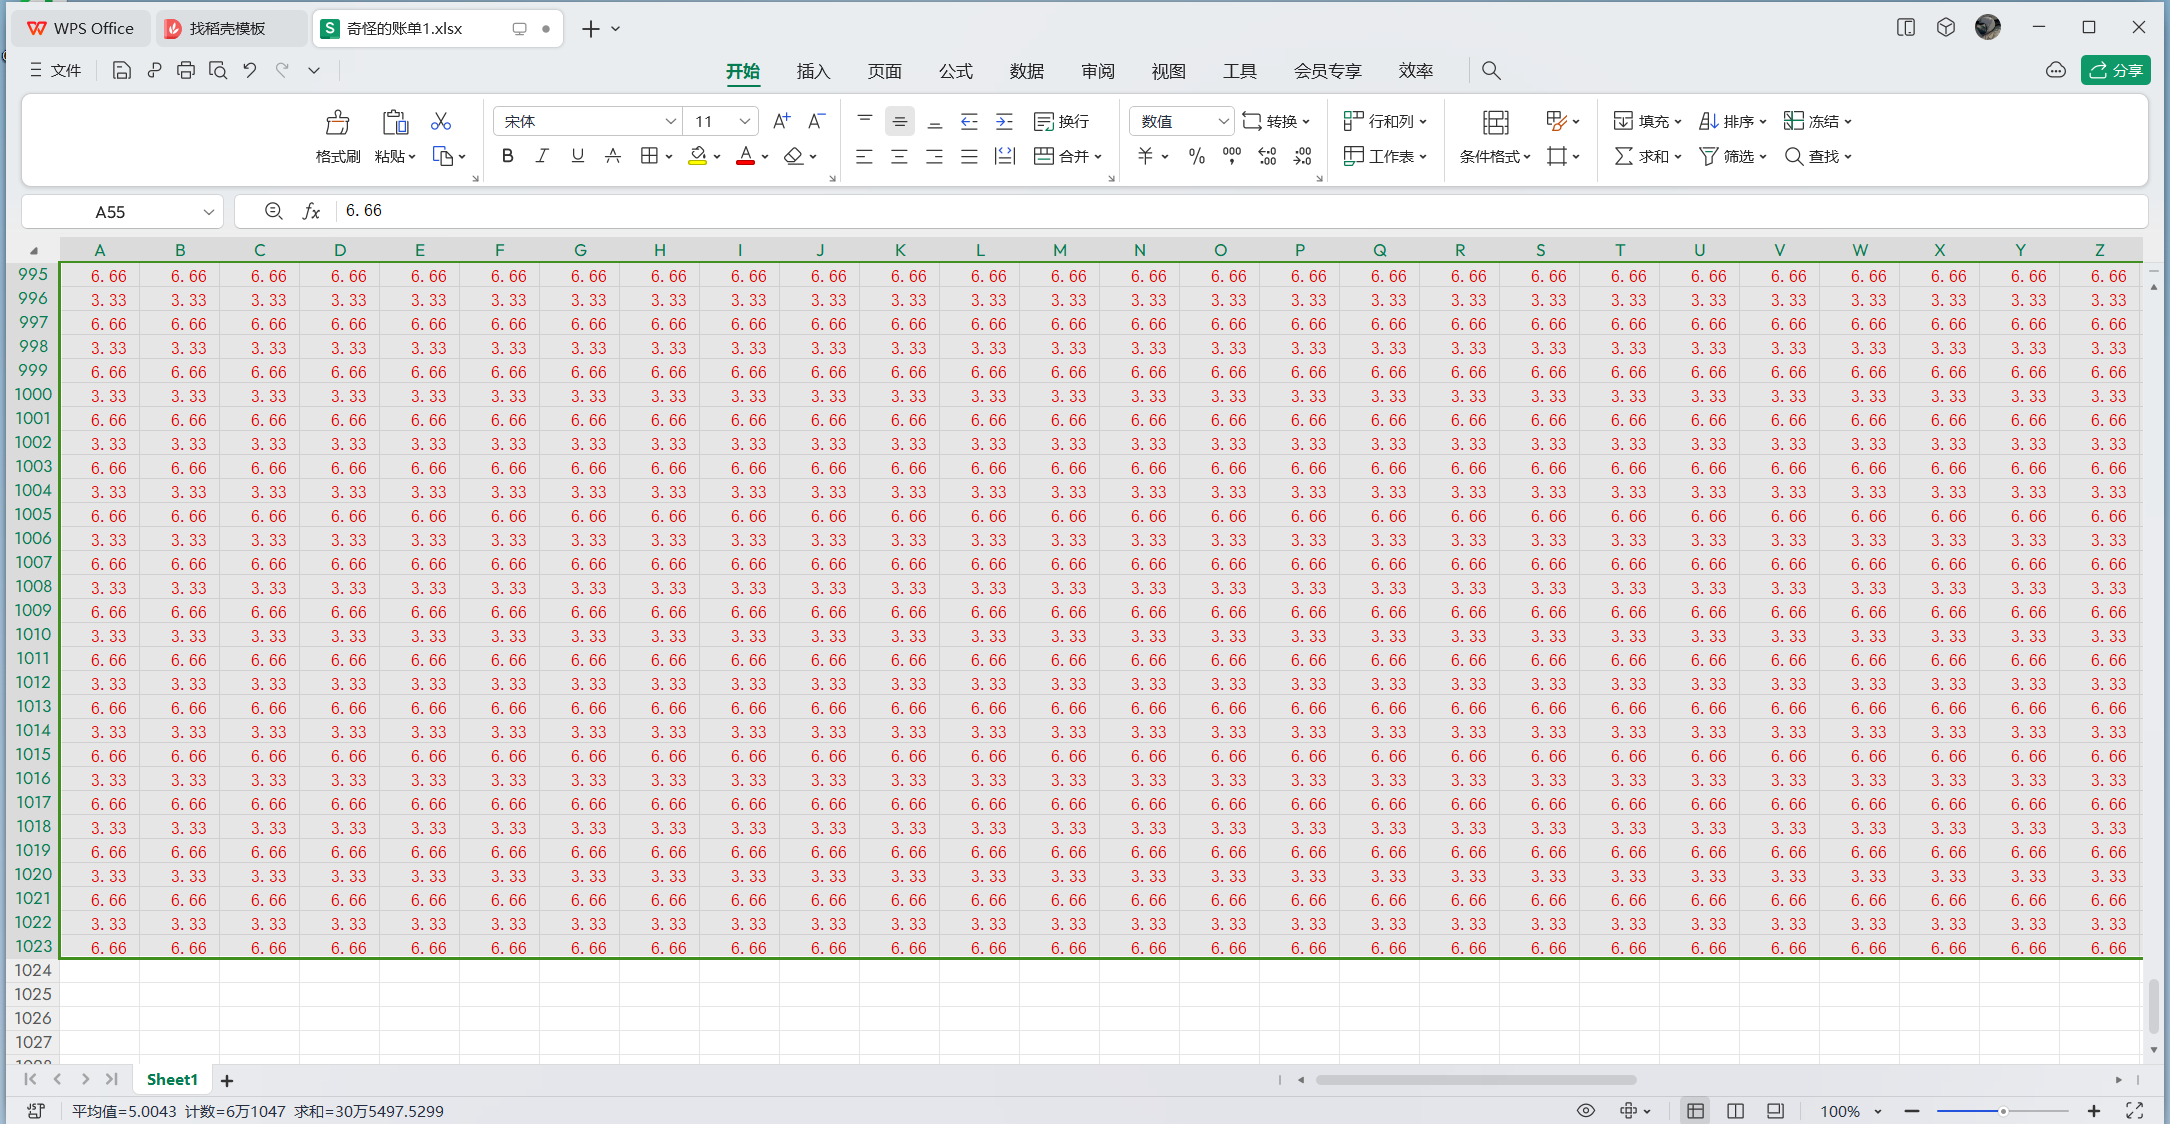 WPS Office 找稻壳模板 S 奇怪的账单1.xlsx
文件 开始 插入 页面 公式 数据 审阅 视图 工具 会员专享 效率 分享
宋体 11 A+ A- 换行 数值 转换 行和列 填充 排序 冻结
格式刷 粘贴 B I U A A 合并 ¥ % 000 工作表 条件格式 求和 筛选 查找
A55 fx 6.66
A B C D E F G H I J K L M N O P Q R S T U V W X Y Z
995 6.66 6.66 6.66 6.66 6.66 6.66 6.66 6.66 6.66 6.66 6.66 6.66 6.66 6.66 6.66 6.66 6.66 6.66 6.66 6.66 6.66 6.66 6.66 6.66 6.66 6.66
996 3.33 3.33 3.33 3.33 3.33 3.33 3.33 3.33 3.33 3.33 3.33 3.33 3.33 3.33 3.33 3.33 3.33 3.33 3.33 3.33 3.33 3.33 3.33 3.33 3.33 3.33
997 6.66 6.66 6.66 6.66 6.66 6.66 6.66 6.66 6.66 6.66 6.66 6.66 6.66 6.66 6.66 6.66 6.66 6.66 6.66 6.66 6.66 6.66 6.66 6.66 6.66 6.66
998 3.33 3.33 3.33 3.33 3.33 3.33 3.33 3.33 3.33 3.33 3.33 3.33 3.33 3.33 3.33 3.33 3.33 3.33 3.33 3.33 3.33 3.33 3.33 3.33 3.33 3.33
999 6.66 6.66 6.66 6.66 6.66 6.66 6.66 6.66 6.66 6.66 6.66 6.66 6.66 6.66 6.66 6.66 6.66 6.66 6.66 6.66 6.66 6.66 6.66 6.66 6.66 6.66
1000 3.33 3.33 3.33 3.33 3.33 3.33 3.33 3.33 3.33 3.33 3.33 3.33 3.33 3.33 3.33 3.33 3.33 3.33 3.33 3.33 3.33 3.33 3.33 3.33 3.33 3.33
1001 6.66 6.66 6.66 6.66 6.66 6.66 6.66 6.66 6.66 6.66 6.66 6.66 6.66 6.66 6.66 6.66 6.66 6.66 6.66 6.66 6.66 6.66 6.66 6.66 6.66 6.66
1002 3.33 3.33 3.33 3.33 3.33 3.33 3.33 3.33 3.33 3.33 3.33 3.33 3.33 3.33 3.33 3.33 3.33 3.33 3.33 3.33 3.33 3.33 3.33 3.33 3.33 3.33
1003 6.66 6.66 6.66 6.66 6.66 6.66 6.66 6.66 6.66 6.66 6.66 6.66 6.66 6.66 6.66 6.66 6.66 6.66 6.66 6.66 6.66 6.66 6.66 6.66 6.66 6.66
1004 3.33 3.33 3.33 3.33 3.33 3.33 3.33 3.33 3.33 3.33 3.33 3.33 3.33 3.33 3.33 3.33 3.33 3.33 3.33 3.33 3.33 3.33 3.33 3.33 3.33 3.33
1005 6.66 6.66 6.66 6.66 6.66 6.66 6.66 6.66 6.66 6.66 6.66 6.66 6.66 6.66 6.66 6.66 6.66 6.66 6.66 6.66 6.66 6.66 6.66 6.66 6.66 6.66
1006 3.33 3.33 3.33 3.33 3.33 3.33 3.33 3.33 3.33 3.33 3.33 3.33 3.33 3.33 3.33 3.33 3.33 3.33 3.33 3.33 3.33 3.33 3.33 3.33 3.33 3.33
1007 6.66 6.66 6.66 6.66 6.66 6.66 6.66 6.66 6.66 6.66 6.66 6.66 6.66 6.66 6.66 6.66 6.66 6.66 6.66 6.66 6.66 6.66 6.66 6.66 6.66 6.66
1008 3.33 3.33 3.33 3.33 3.33 3.33 3.33 3.33 3.33 3.33 3.33 3.33 3.33 3.33 3.33 3.33 3.33 3.33 3.33 3.33 3.33 3.33 3.33 3.33 3.33 3.33
1009 6.66 6.66 6.66 6.66 6.66 6.66 6.66 6.66 6.66 6.66 6.66 6.66 6.66 6.66 6.66 6.66 6.66 6.66 6.66 6.66 6.66 6.66 6.66 6.66 6.66 6.66
1010 3.33 3.33 3.33 3.33 3.33 3.33 3.33 3.33 3.33 3.33 3.33 3.33 3.33 3.33 3.33 3.33 3.33 3.33 3.33 3.33 3.33 3.33 3.33 3.33 3.33 3.33
1011 6.66 6.66 6.66 6.66 6.66 6.66 6.66 6.66 6.66 6.66 6.66 6.66 6.66 6.66 6.66 6.66 6.66 6.66 6.66 6.66 6.66 6.66 6.66 6.66 6.66 6.66
1012 3.33 3.33 3.33 3.33 3.33 3.33 3.33 3.33 3.33 3.33 3.33 3.33 3.33 3.33 3.33 3.33 3.33 3.33 3.33 3.33 3.33 3.33 3.33 3.33 3.33 3.33
1013 6.66 6.66 6.66 6.66 6.66 6.66 6.66 6.66 6.66 6.66 6.66 6.66 6.66 6.66 6.66 6.66 6.66 6.66 6.66 6.66 6.66 6.66 6.66 6.66 6.66 6.66
1014 3.33 3.33 3.33 3.33 3.33 3.33 3.33 3.33 3.33 3.33 3.33 3.33 3.33 3.33 3.33 3.33 3.33 3.33 3.33 3.33 3.33 3.33 3.33 3.33 3.33 3.33
1015 6.66 6.66 6.66 6.66 6.66 6.66 6.66 6.66 6.66 6.66 6.66 6.66 6.66 6.66 6.66 6.66 6.66 6.66 6.66 6.66 6.66 6.66 6.66 6.66 6.66 6.66
1016 3.33 3.33 3.33 3.33 3.33 3.33 3.33 3.33 3.33 3.33 3.33 3.33 3.33 3.33 3.33 3.33 3.33 3.33 3.33 3.33 3.33 3.33 3.33 3.33 3.33 3.33
1017 6.66 6.66 6.66 6.66 6.66 6.66 6.66 6.66 6.66 6.66 6.66 6.66 6.66 6.66 6.66 6.66 6.66 6.66 6.66 6.66 6.66 6.66 6.66 6.66 6.66 6.66
1018 3.33 3.33 3.33 3.33 3.33 3.33 3.33 3.33 3.33 3.33 3.33 3.33 3.33 3.33 3.33 3.33 3.33 3.33 3.33 3.33 3.33 3.33 3.33 3.33 3.33 3.33
1019 6.66 6.66 6.66 6.66 6.66 6.66 6.66 6.66 6.66 6.66 6.66 6.66 6.66 6.66 6.66 6.66 6.66 6.66 6.66 6.66 6.66 6.66 6.66 6.66 6.66 6.66
1020 3.33 3.33 3.33 3.33 3.33 3.33 3.33 3.33 3.33 3.33 3.33 3.33 3.33 3.33 3.33 3.33 3.33 3.33 3.33 3.33 3.33 3.33 3.33 3.33 3.33 3.33
1021 6.66 6.66 6.66 6.66 6.66 6.66 6.66 6.66 6.66 6.66 6.66 6.66 6.66 6.66 6.66 6.66 6.66 6.66 6.66 6.66 6.66 6.66 6.66 6.66 6.66 6.66
1022 3.33 3.33 3.33 3.33 3.33 3.33 3.33 3.33 3.33 3.33 3.33 3.33 3.33 3.33 3.33 3.33 3.33 3.33 3.33 3.33 3.33 3.33 3.33 3.33 3.33 3.33
1023 6.66 6.66 6.66 6.66 6.66 6.66 6.66 6.66 6.66 6.66 6.66 6.66 6.66 6.66 6.66 6.66 6.66 6.66 6.66 6.66 6.66 6.66 6.66 6.66 6.66 6.66
1024
1025
1026
1027
Sheet1
平均值=5.0043 计数=6万1047 求和=30万5497.5299 100%